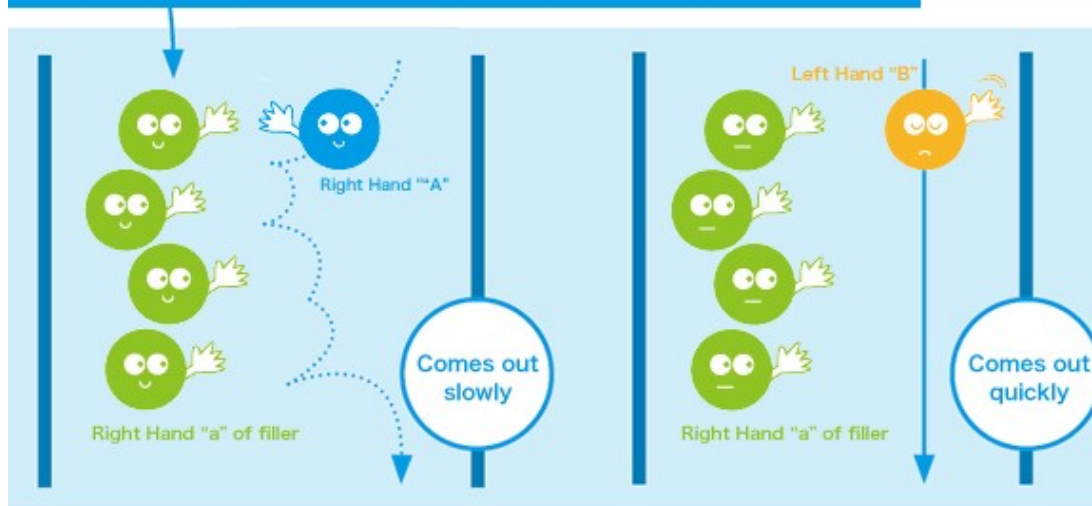 Right Hand "“A"
Comes out
slowly
Right Hand "a" of filler
Left Hand "B"
Comes out
quickly
Right Hand "a" of filler